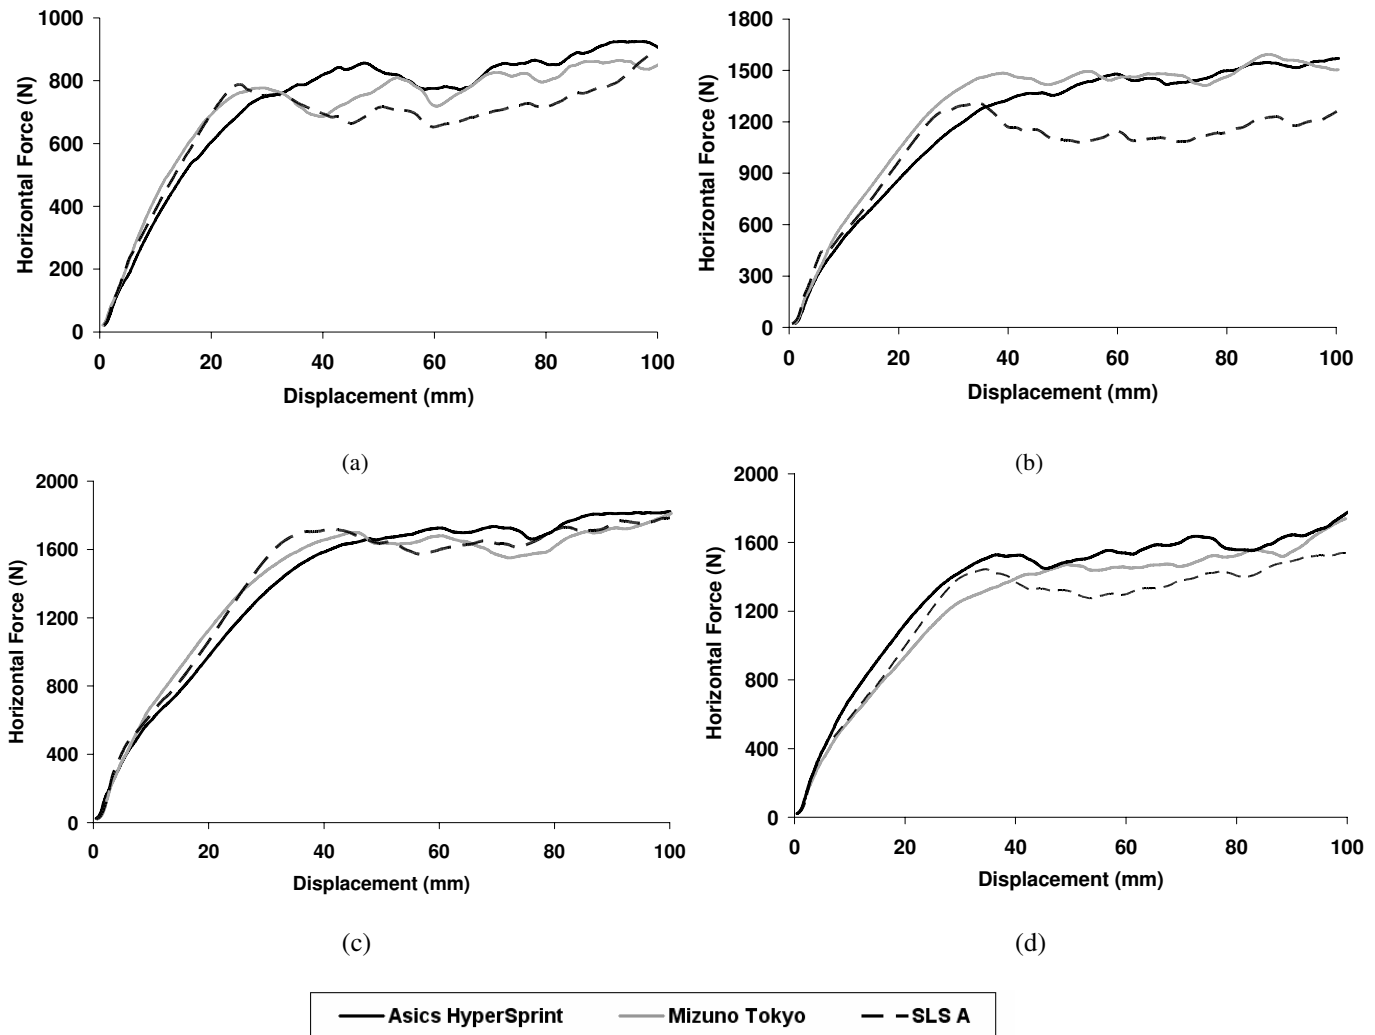 1000
800
600
400
200
0
Horizontal Force (N)
0 20 40 60 80 100
Displacement (mm)
(a)
1800
1500
1200
900
600
300
0
Horizontal Force (N)
0 20 40 60 80 100
Displacement (mm)
(b)
2000
1600
1200
800
400
0
Horizontal Force (N)
0 20 40 60 80 100
Displacement (mm)
(c)
2000
1600
1200
800
400
0
Horizontal Force (N)
0 20 40 60 80 100
Displacement (mm)
(d)
Asics HyperSprint Mizuno Tokyo SLS A